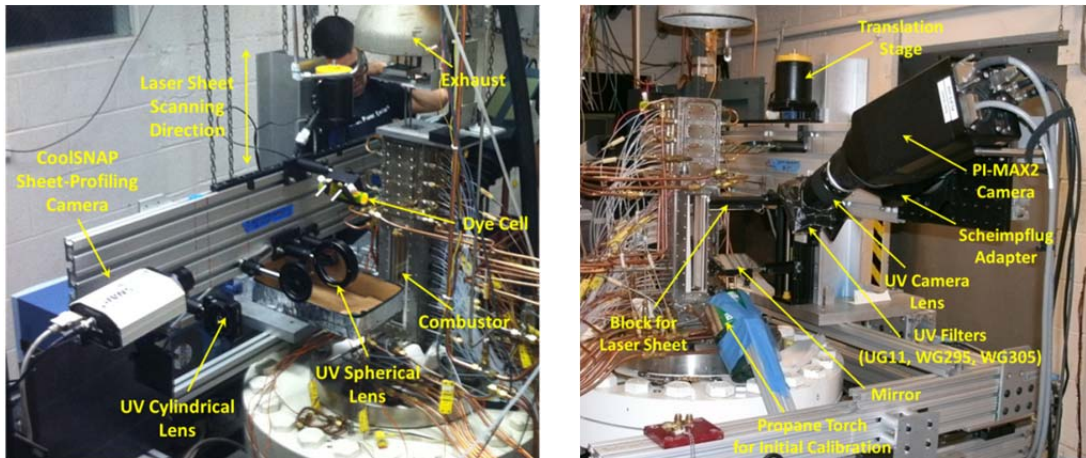 Exhaust
Laser Sheet
Scanning
Direction
CoolSNAP
Sheet-Profiling
Camera
Dye Cell
Combustor
UV Spherical
Lens
UV Cylindrical
Lens
Translation
Stage
PI-MAX2
Camera
Scheimpflug
Adapter
UV Camera
Lens
Block for
Laser Sheet
UV Filters
(UG11, WG295, WG305)
Mirror
Propane Torch
for Initial Calibration